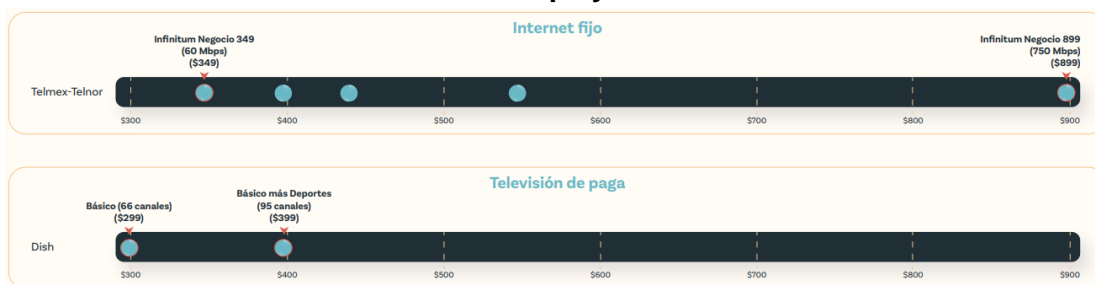 Internet fijo
Infinitum Negocio 349
(60 Mbps)
($349)
Infinitum Negocio 899
(750 Mbps)
($899)
Telmex-Telnor
$300 $400 $500 $600 $700 $800 $900
Televisión de paga
Básico (66 canales)
($299)
Básico más Deportes
(95 canales)
($399)
Dish
$300 $400 $500 $600 $700 $800 $900